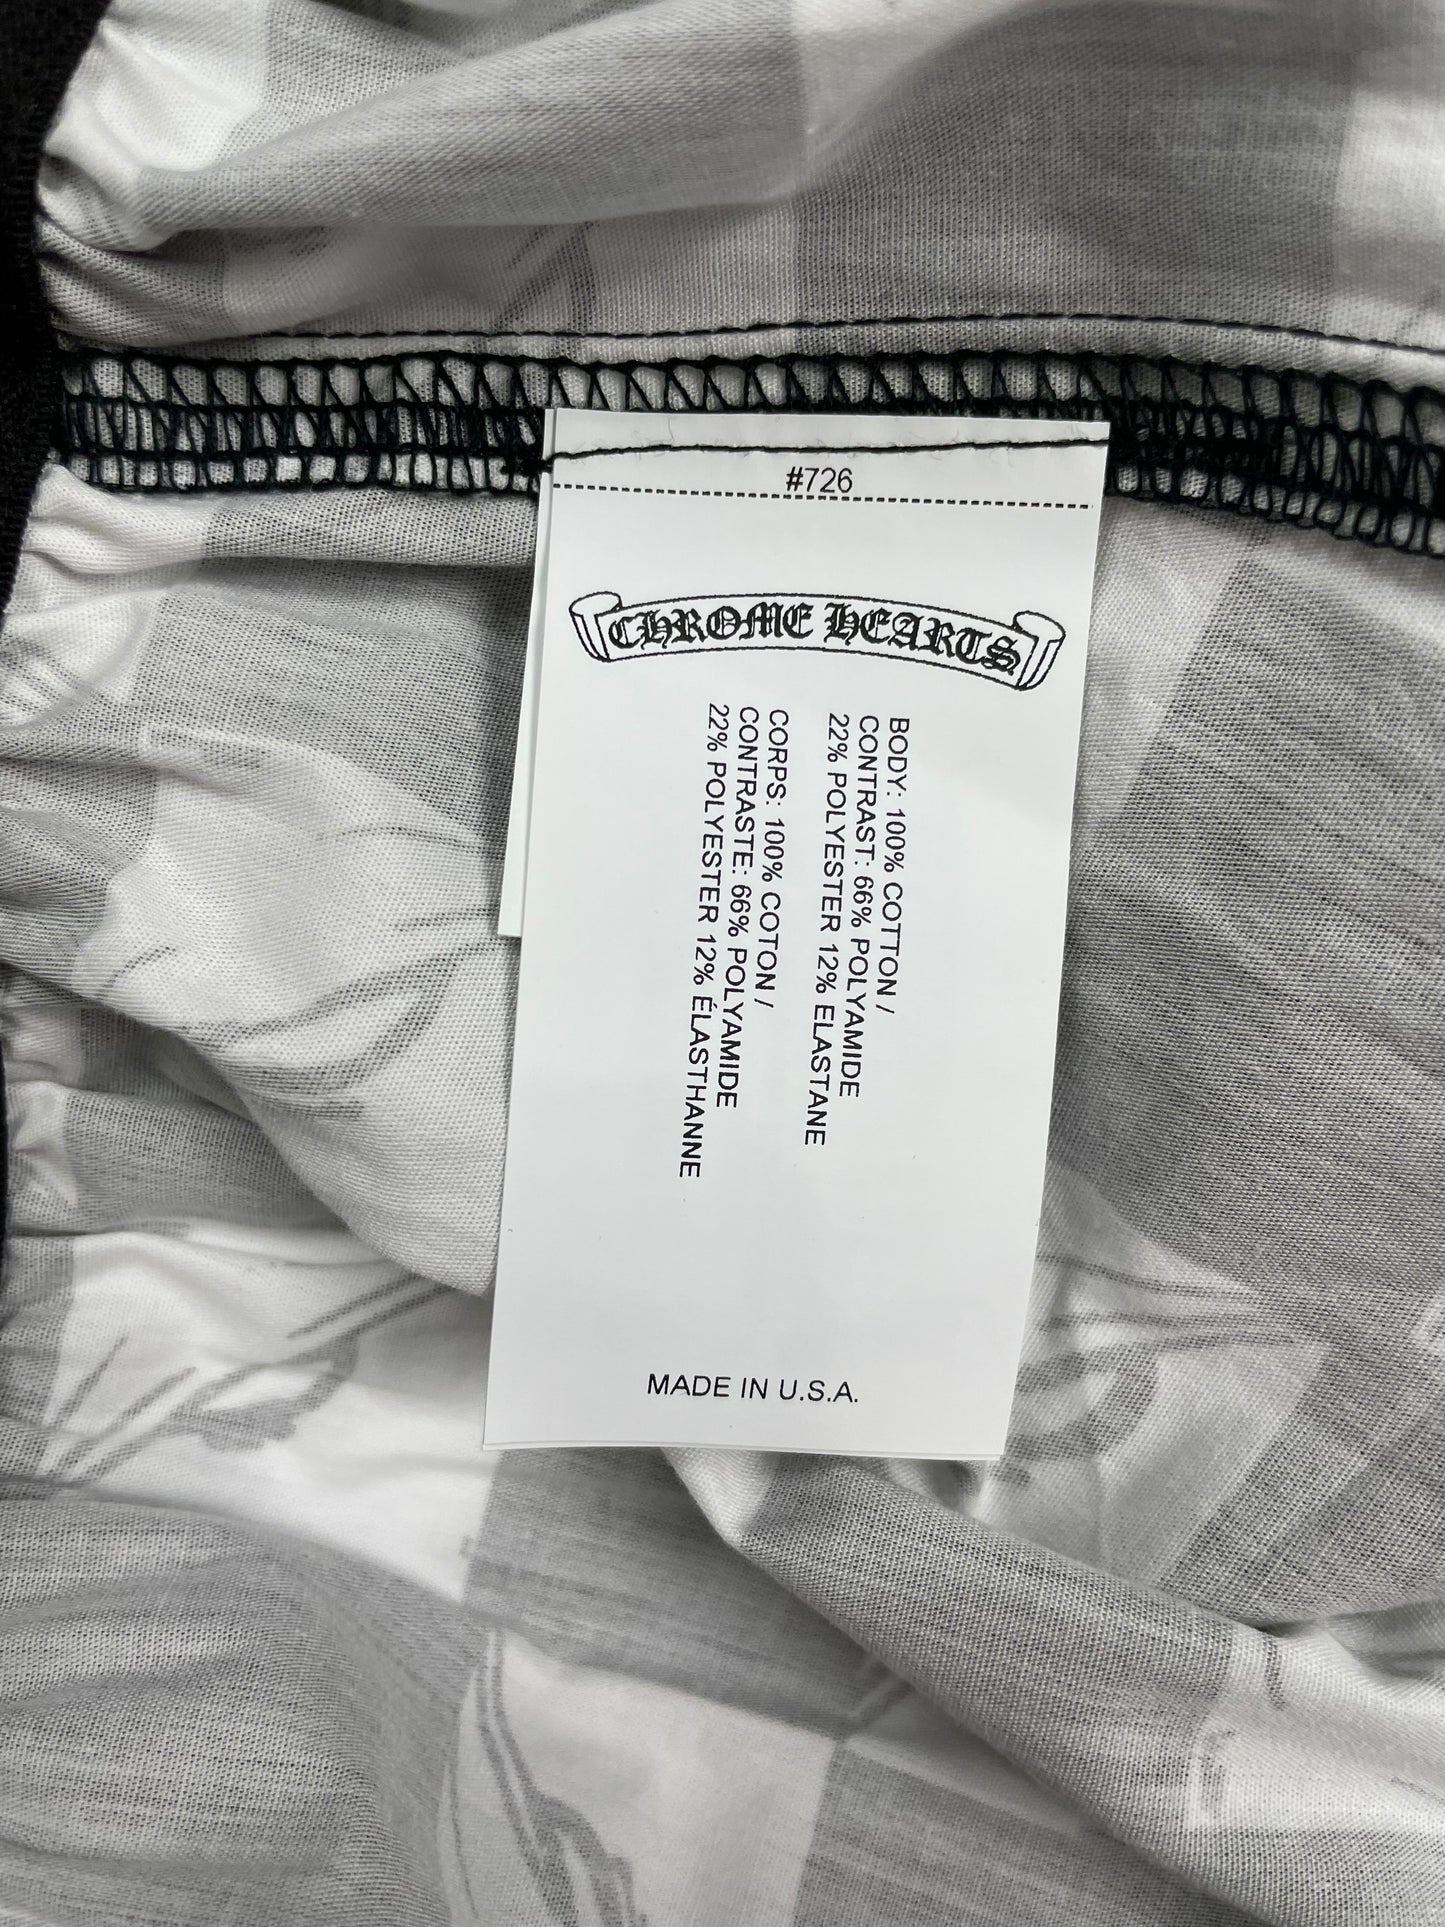 #726
CHROME HEARTS
BODY: 100% COTTON /
CONTRAST: 66% POLYAMIDE
22% POLYESTER 12% ELASTANE
CORPS: 100% COTON /
CONTRASTE: 66% POLYAMIDE
22% POLYESTER 12% ÉLASTHANNE
MADE IN U.S.A.